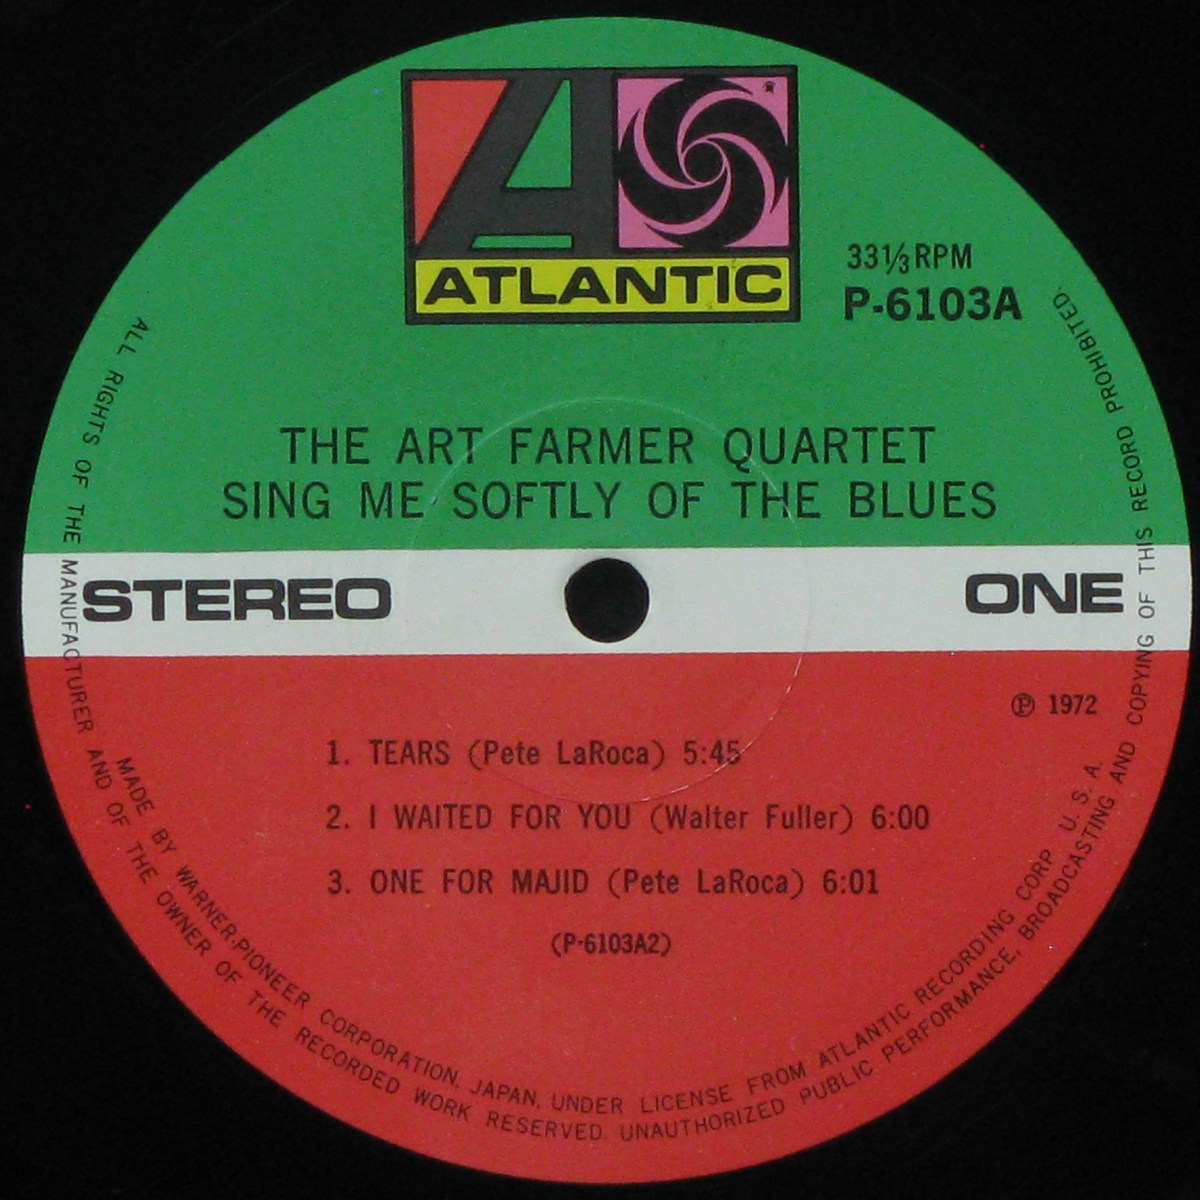 ATLANTIC
33⅓ RPM
P-6103A
THE ART FARMER QUARTET
SING ME SOFTLY OF THE BLUES
STEREO
ONE
℗ 1972
1. TEARS (Pete LaRoca) 5:45
2. I WAITED FOR YOU (Walter Fuller) 6:00
3. ONE FOR MAJID (Pete LaRoca) 6:01
(P-6103A2)
MADE BY WARNER-PIONEER CORPORATION, JAPAN, UNDER LICENSE FROM ATLANTIC RECORDING CORP. U. S. A.
ALL RIGHTS OF THE MANUFACTURER AND OF THE OWNER OF THE RECORDED WORK RESERVED. UNAUTHORIZED PUBLIC PERFORMANCE, BROADCASTING AND COPYING OF THIS RECORD PROHIBITED.